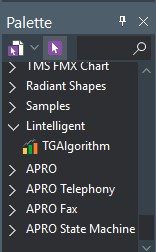 Palette
TMS FMX Chart
Radiant Shapes
Samples
Lintelligent
TGAlgorithm
APRO
APRO Telephony
APRO Fax
APRO State Machine